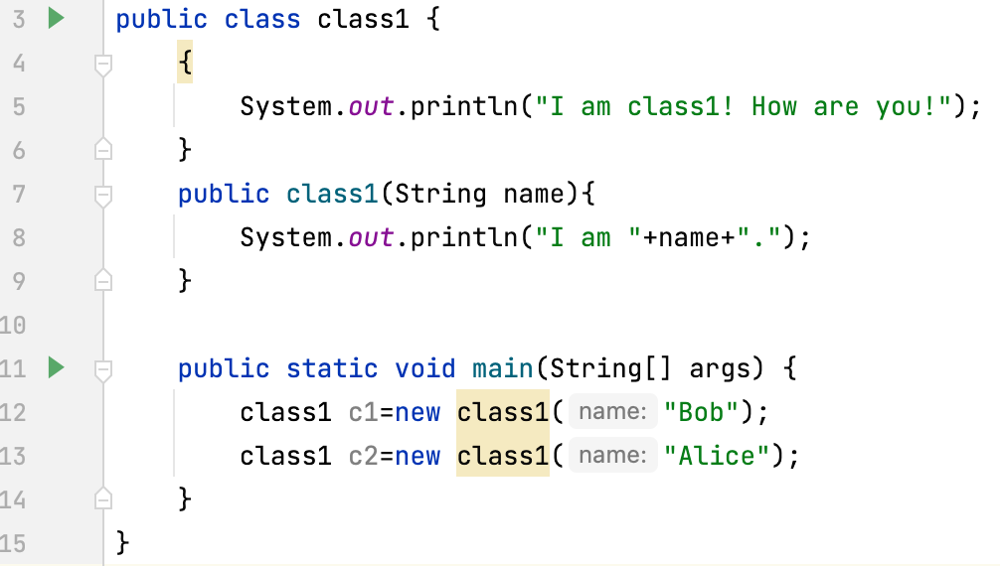 3 public class class1 {
4 {
5 System.out.println("I am class1! How are you!");
6 }
7 public class1(String name){
8 System.out.println("I am "+name+".");
9 }
10
11 public static void main(String[] args) {
12 class1 c1=new class1( name: "Bob");
13 class1 c2=new class1( name: "Alice");
14 }
15 }